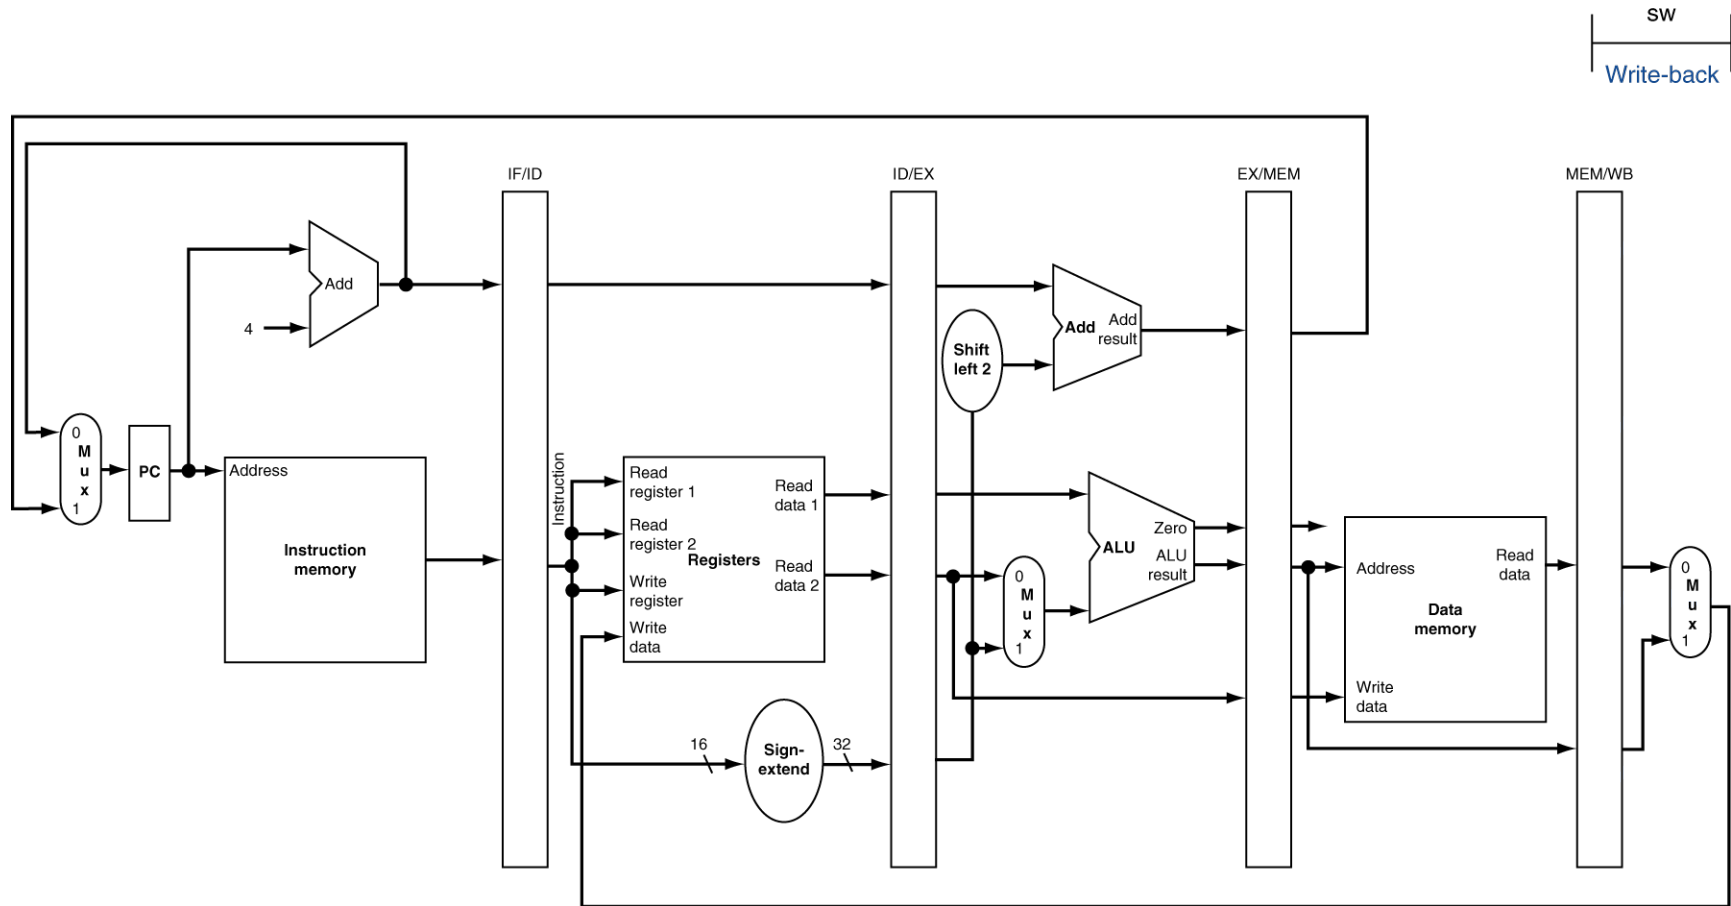 SW
Write-back
IF/ID
ID/EX
EX/MEM
MEM/WB
Add
4
Add
Add
result
Shift
left 2
0
M
u
x
1
PC
Address
Instruction
memory
Instruction
Read
register 1
Read
register 2
Write
register
Write
data
Registers
Read
data 1
Read
data 2
16
Sign-
extend
32
0
M
u
x
1
ALU
Zero
ALU
result
Address
Read
data
Data
memory
Write
data
0
M
u
x
1